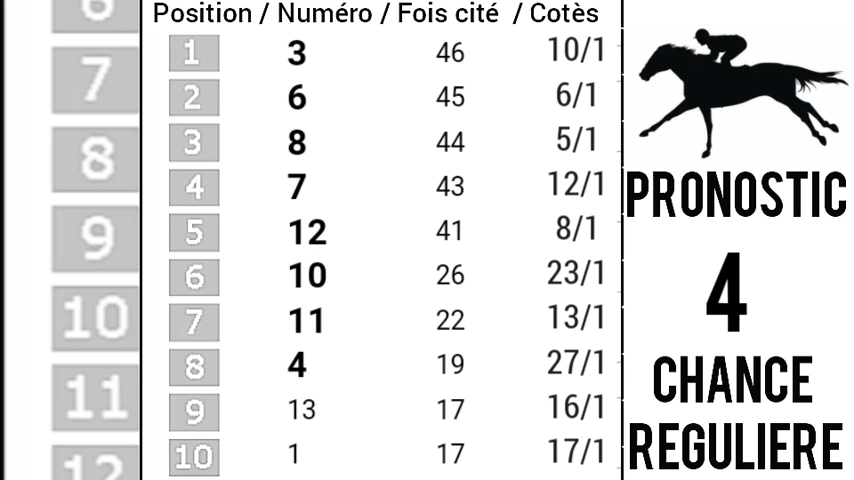 6
7
8
9
10
11
12
Position / Numéro / Fois cité / Cotès
1 3 46 10/1
2 6 45 6/1
3 8 44 5/1
4 7 43 12/1
5 12 41 8/1
6 10 26 23/1
7 11 22 13/1
8 4 19 27/1
9 13 17 16/1
10 1 17 17/1
PRONOSTIC
4
CHANCE
REGULIERE